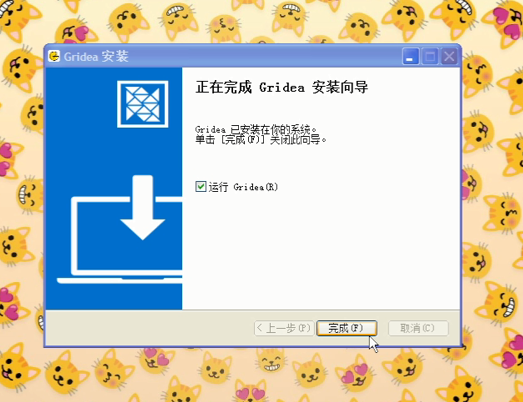 Gridea 安装
正在完成 Gridea 安装向导
Gridea 已安装在你的系统。
单击 [完成(F)] 关闭此向导。
运行 Gridea(R)
< 上一步(P)
完成(F)
取消(C)